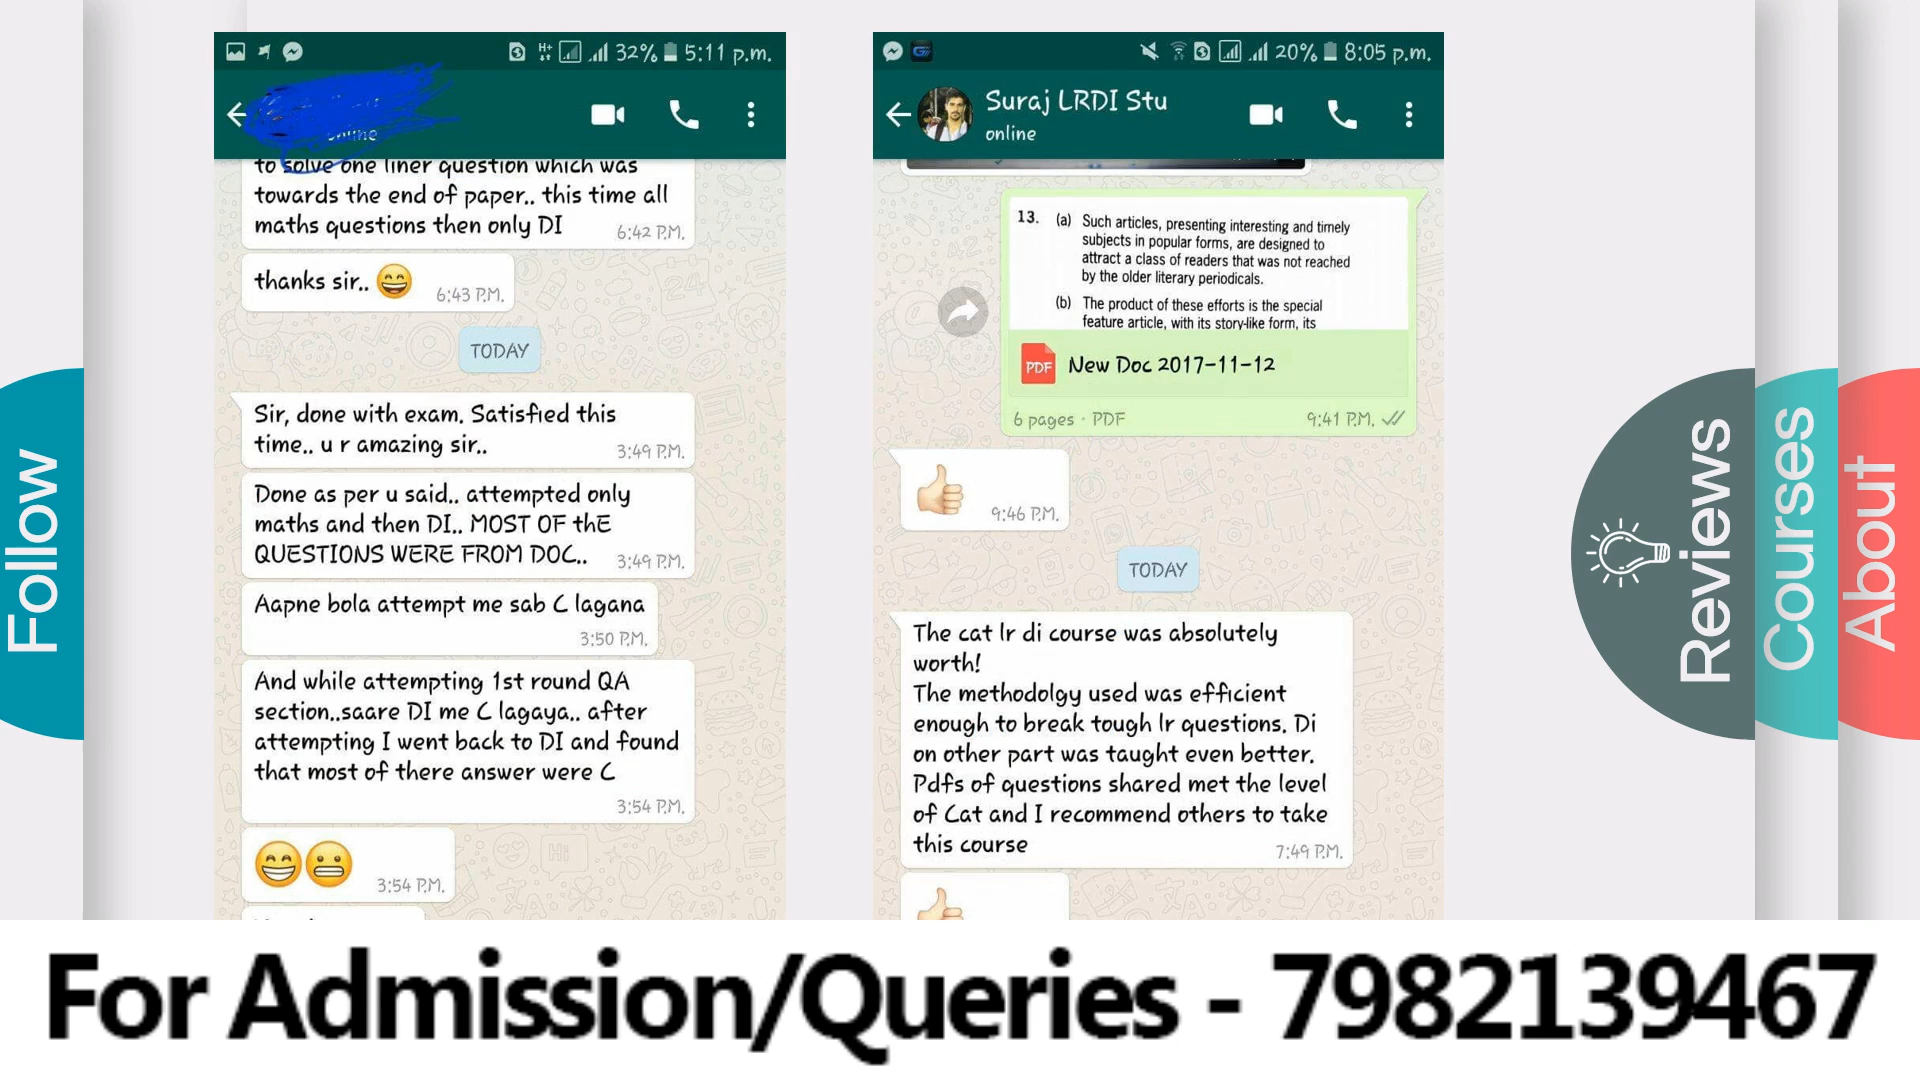 32% 5:11 p.m.
online
to solve one liner question which was
towards the end of paper.. this time all
maths questions then only DI
6:42 P.M.
thanks sir..
6:43 P.M.
TODAY
Sir, done with exam. Satisfied this
time.. u r amazing sir..
3:49 P.M.
Done as per u said.. attempted only
maths and then DI.. MOST OF thE
QUESTIONS WERE FROM DOC..
3:49 P.M.
Aapne bola attempt me sab C lagana
3:50 P.M.
And while attempting 1st round QA
section..saare DI me C lagaya.. after
attempting I went back to DI and found
that most of there answer were C
3:54 P.M.
3:54 P.M.
20% 8:05 p.m.
Suraj LRDI Stu
online
13. (a) Such articles, presenting interesting and timely
subjects in popular forms, are designed to
attract a class of readers that was not reached
by the older literary periodicals.
(b) The product of these efforts is the special
feature article, with its story-like form, its
PDF New Doc 2017-11-12
6 pages · PDF 9:41 P.M.
9:46 P.M.
TODAY
The cat lr di course was absolutely
worth!
The methodolgy used was efficient
enough to break tough lr questions. Di
on other part was taught even better.
Pdfs of questions shared met the level
of Cat and I recommend others to take
this course
7:49 P.M.
Follow
Reviews
Courses
About
For Admission/Queries - 7982139467